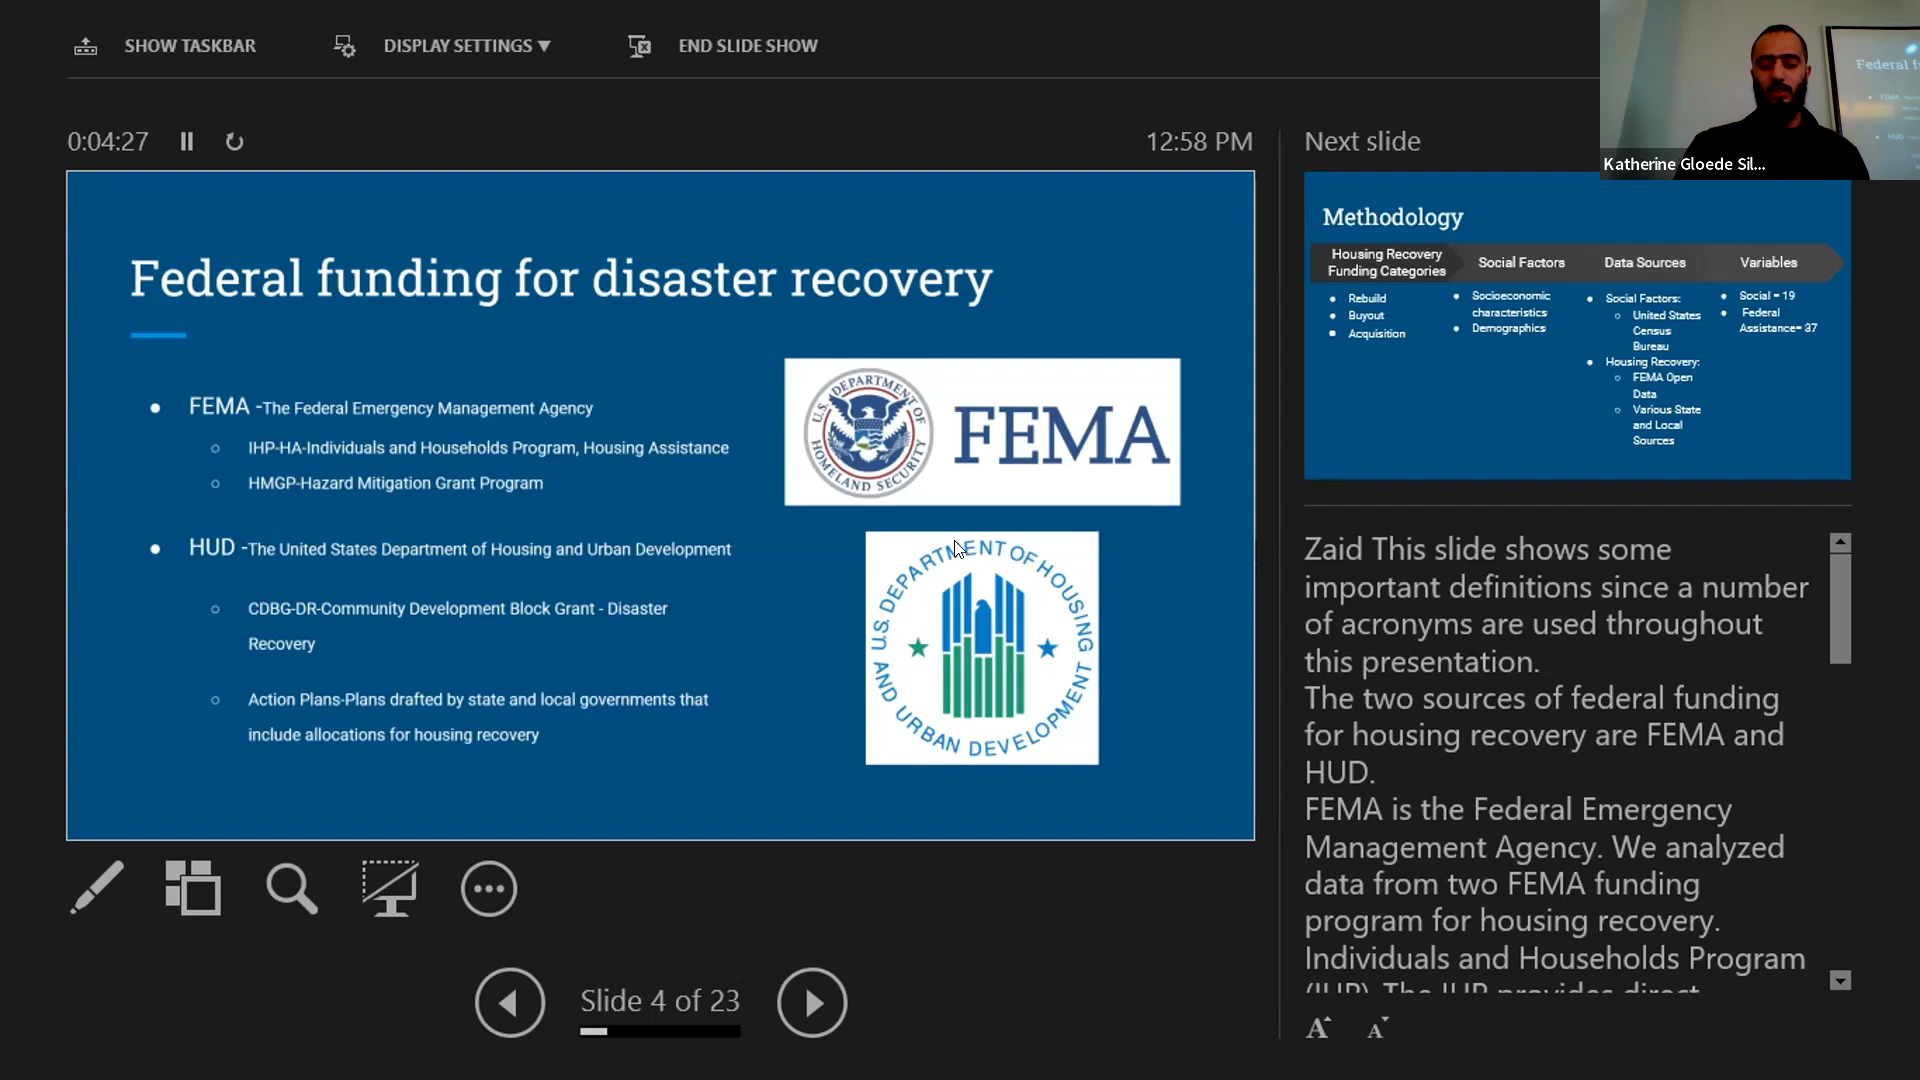 SHOW TASKBAR
DISPLAY SETTINGS ▼
END SLIDE SHOW
0:04:27
12:58 PM
Federal funding for disaster recovery
● FEMA -The Federal Emergency Management Agency
○ IHP-HA-Individuals and Households Program, Housing Assistance
○ HMGP-Hazard Mitigation Grant Program
● HUD -The United States Department of Housing and Urban Development
○ CDBG-DR-Community Development Block Grant - Disaster
Recovery
○ Action Plans-Plans drafted by state and local governments that
include allocations for housing recovery
U.S. DEPARTMENT OF
HOMELAND SECURITY
FEMA
U.S. DEPARTMENT OF HOUSING
AND URBAN DEVELOPMENT
Slide 4 of 23
Next slide
Methodology
Housing Recovery
Funding Categories
● Rebuild
● Buyout
● Acquisition
Social Factors
● Socioeconomic
characteristics
● Demographics
Data Sources
● Social Factors:
○ United States
Census
Bureau
● Housing Recovery:
○ FEMA Open
Data
○ Various State
and Local
Sources
Variables
● Social = 19
● Federal
Assistance= 37
Katherine Gloede Sil...
Federal f
Zaid This slide shows some
important definitions since a number
of acronyms are used throughout
this presentation.
The two sources of federal funding
for housing recovery are FEMA and
HUD.
FEMA is the Federal Emergency
Management Agency. We analyzed
data from two FEMA funding
program for housing recovery.
Individuals and Households Program
(IHP). The IHP provides direct
A A